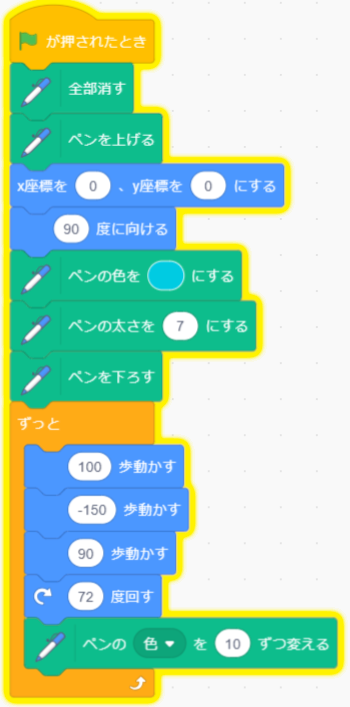 が押されたとき
全部消す
ペンを上げる
x座標を 0 、y座標を 0 にする
90 度に向ける
ペンの色を にする
ペンの太さを 7 にする
ペンを下ろす
ずっと
100 歩動かす
-150 歩動かす
90 歩動かす
72 度回す
ペンの 色 を 10 ずつ変える